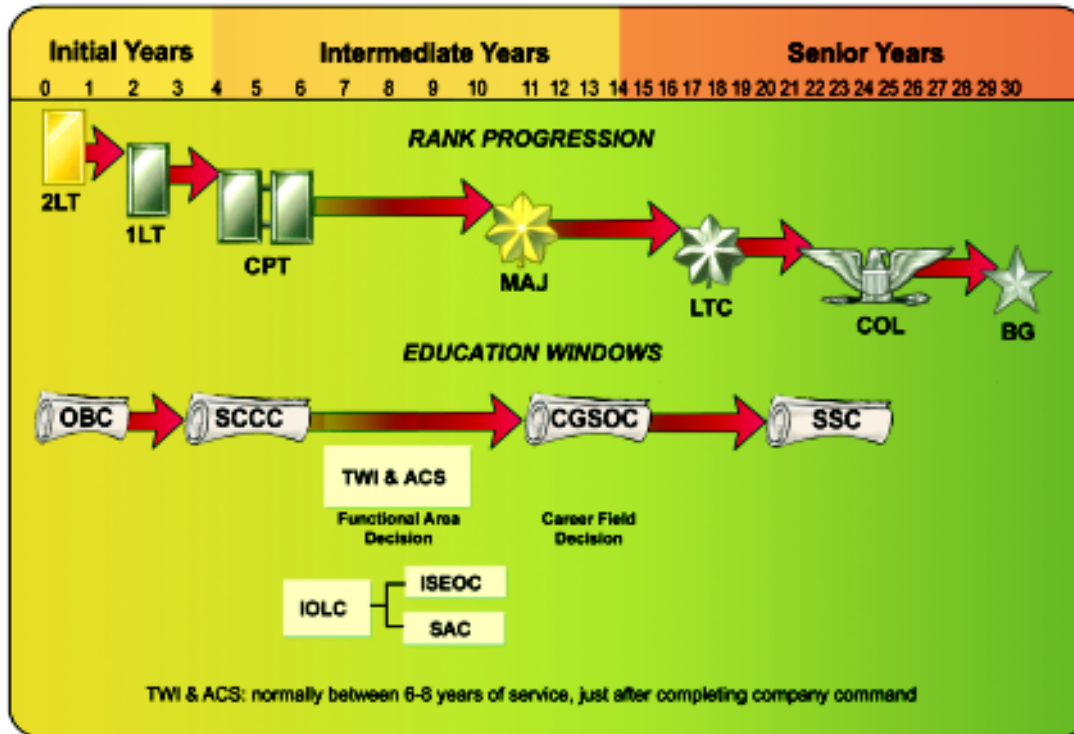 Initial Years Intermediate Years Senior Years
0 1 2 3 4 5 6 7 8 9 10 11 12 13 14 15 16 17 18 19 20 21 22 23 24 25 26 27 28 29 30
RANK PROGRESSION
2LT
1LT
CPT
MAJ
LTC
COL
BG
EDUCATION WINDOWS
OBC SCCC CGSOC SSC
TWI & ACS
Functional Area
Decision
Career Field
Decision
IOLC
ISEOC
SAC
TWI & ACS: normally between 6-8 years of service, just after completing company command